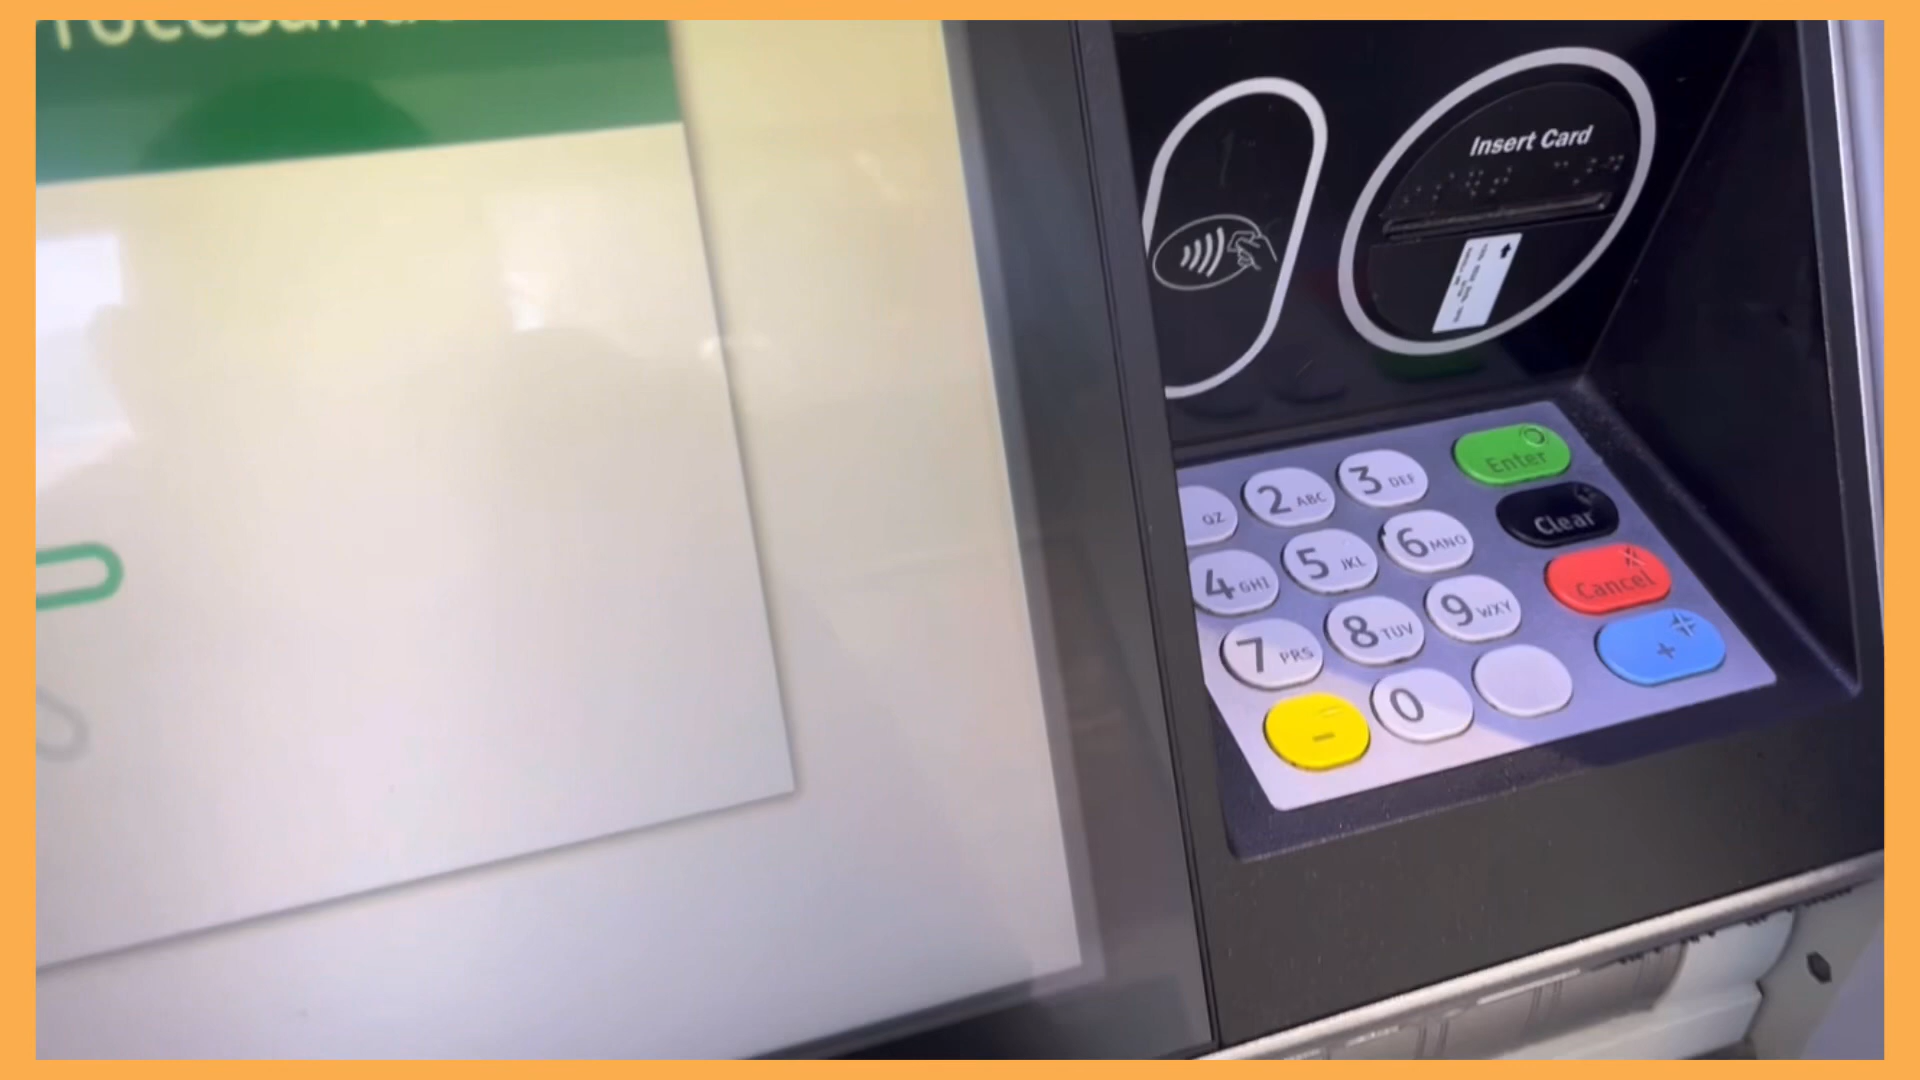 Insert Card
QZ
2 ABC
3 DEF
Enter
4 GHI
5 JKL
6 MNO
Clear
7 PRS
8 TUV
9 WXY
Cancel
-
0
+